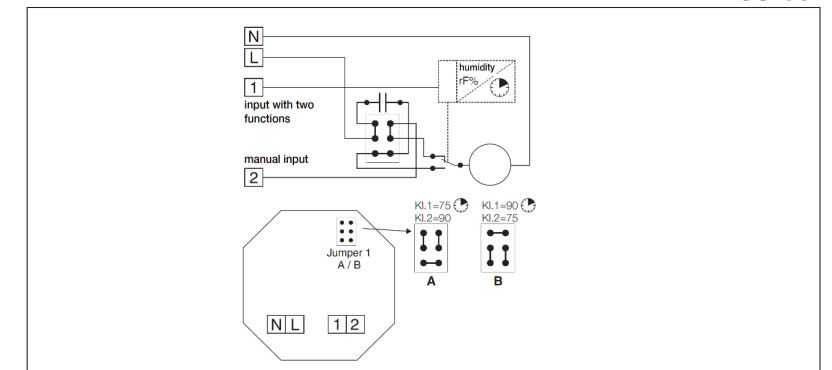 N
L
humidity
rF%
1
input with two
functions
manual input
2
Kl.1=75
Kl.2=90
Kl.1=90
Kl.2=75
Jumper 1
A / B
A
B
N L
1 2